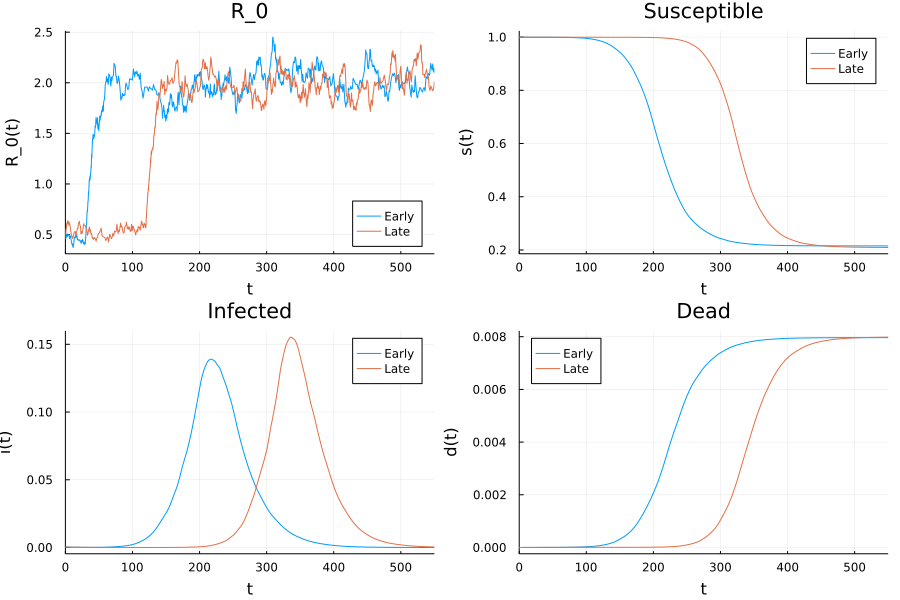 R_0
R_0(t)
2.5
2.0
1.5
1.0
0.5
0
100
200
300
400
500
t
Early
Late
Susceptible
s(t)
1.0
0.8
0.6
0.4
0.2
0
100
200
300
400
500
t
Early
Late
Infected
i(t)
0.15
0.10
0.05
0.00
0
100
200
300
400
500
t
Early
Late
Dead
d(t)
0.008
0.006
0.004
0.002
0.000
0
100
200
300
400
500
t
Early
Late